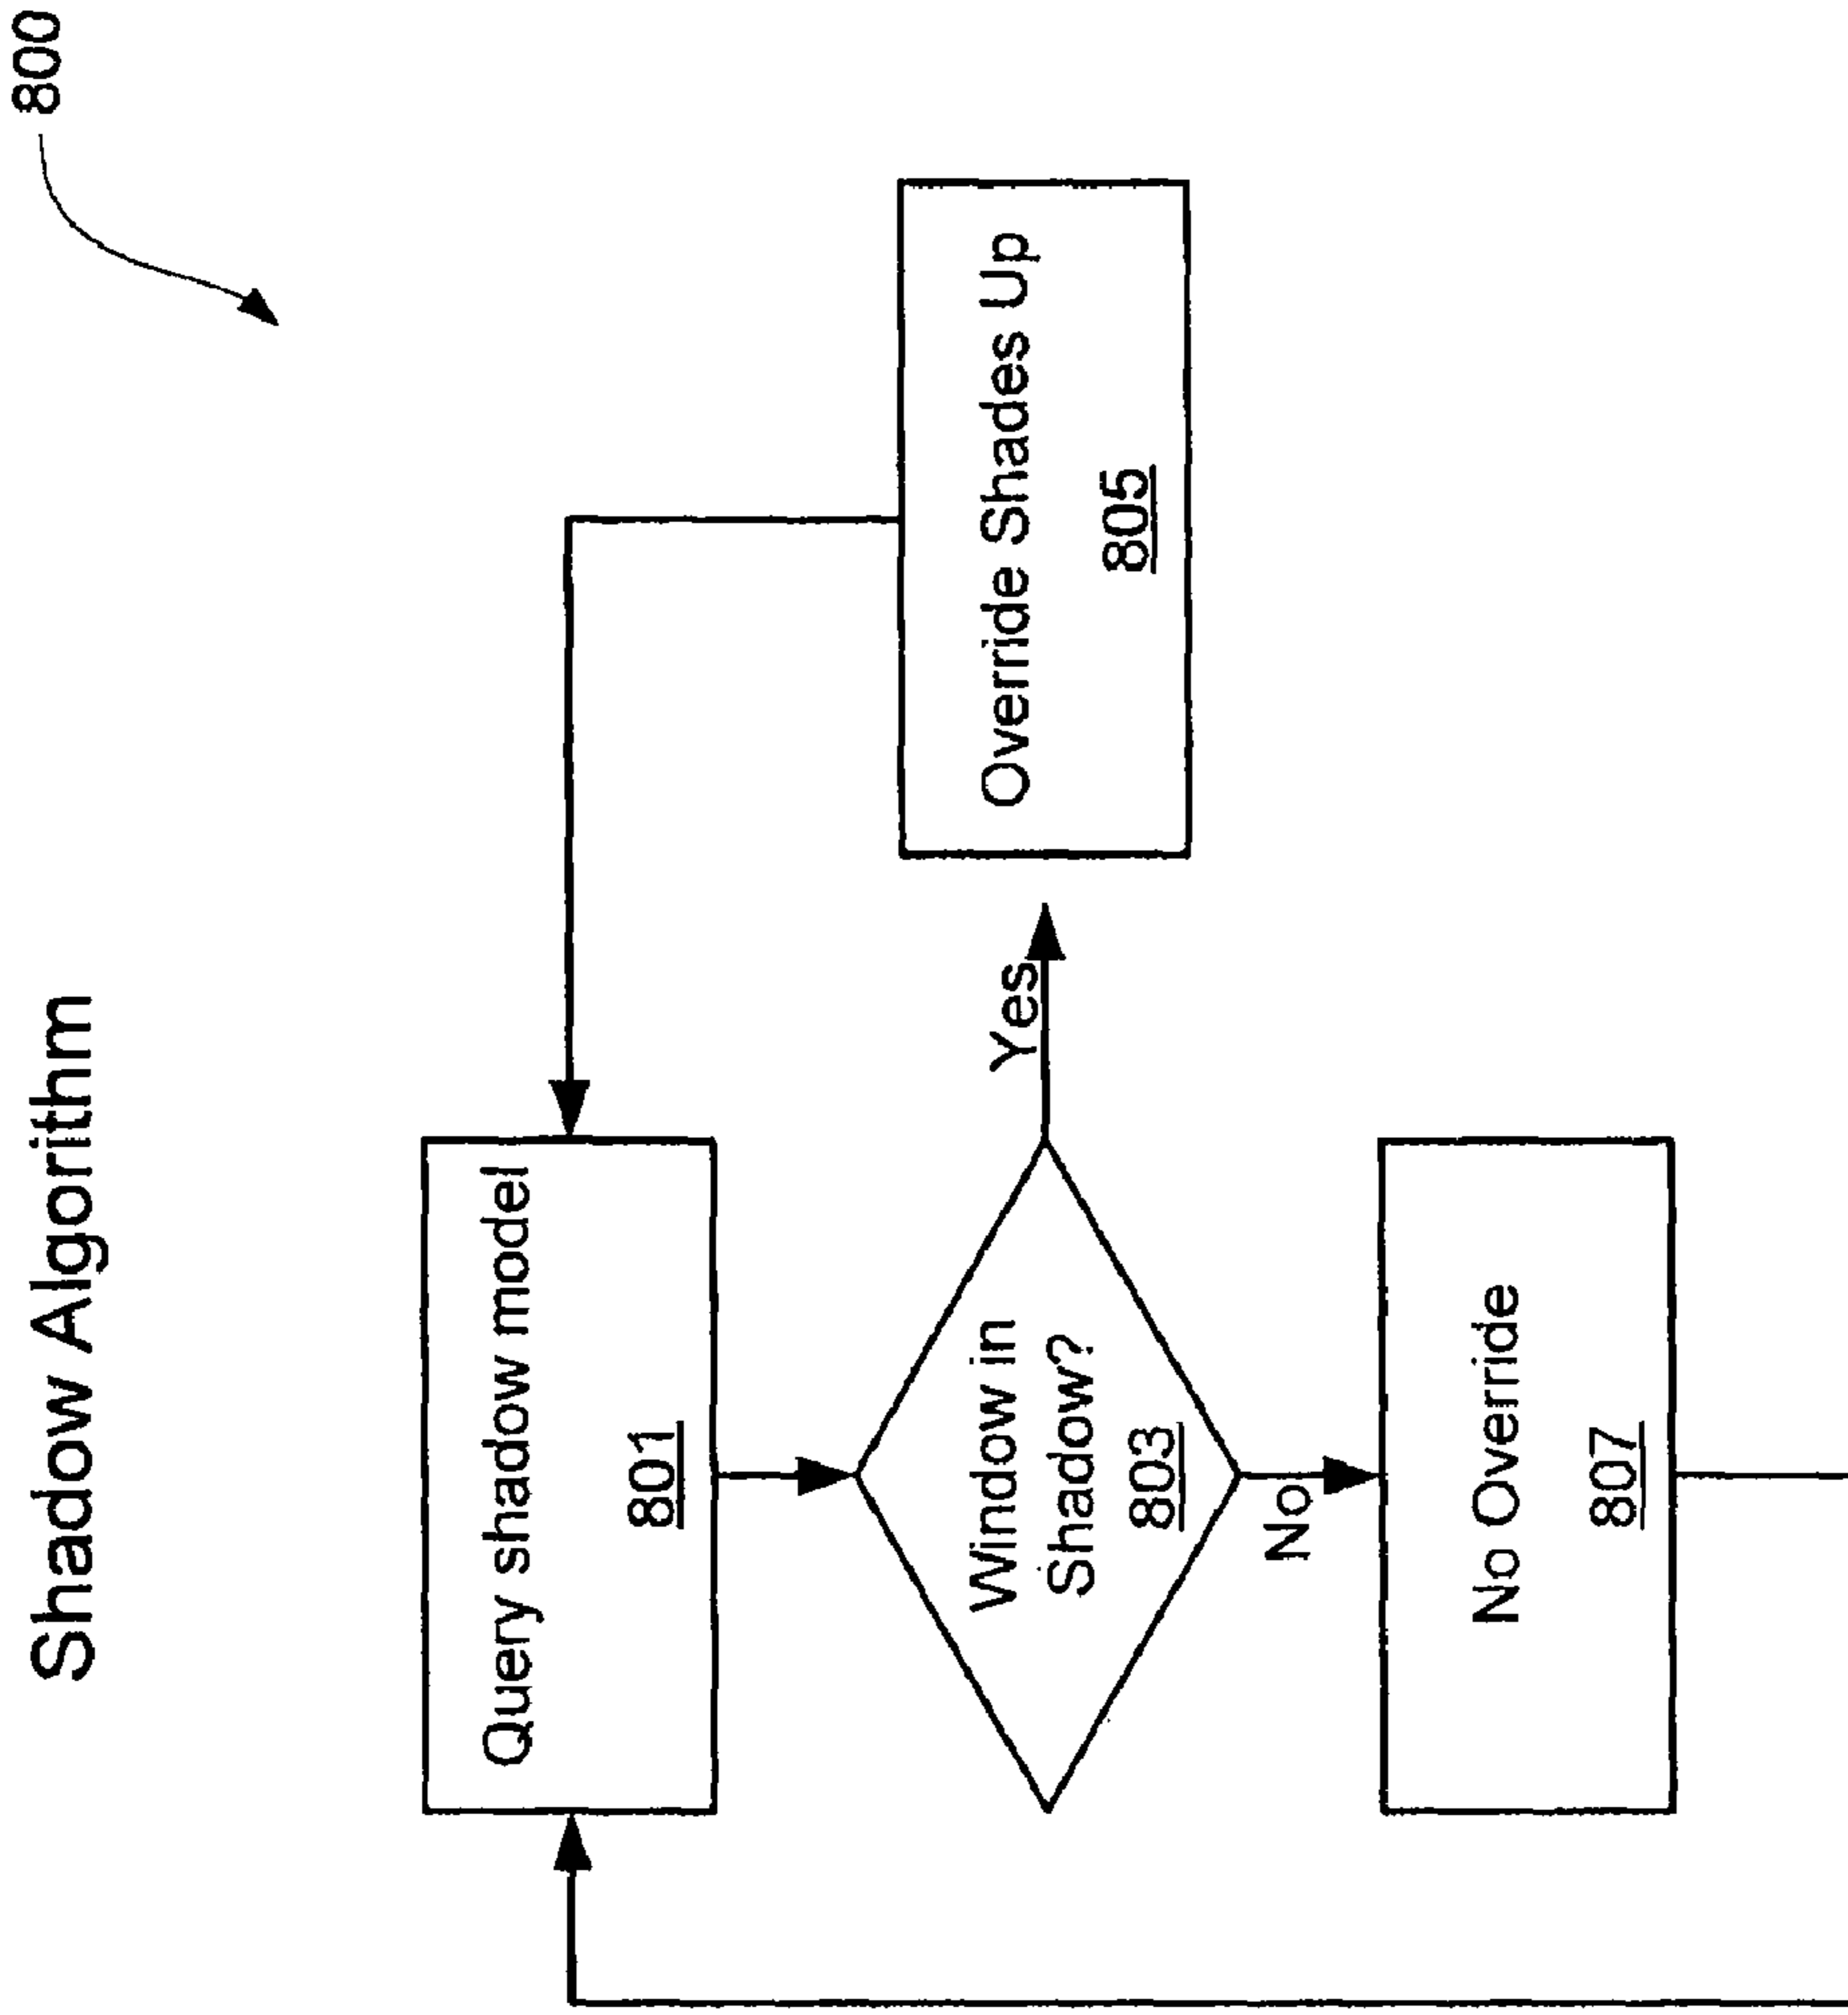 Shadow Algorithm
800
Query shadow model
801
Window in
Shadow?
803
Yes
Override Shades Up
805
No
No Override
807